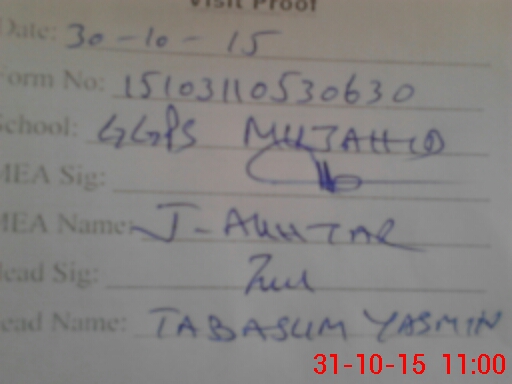 Visit Proof
Date: 30-10-15
Form No: 15103110530630
School: GGPS MUJAHID
MEA Sig:
MEA Name: J-AKHTAR
Head Sig:
Head Name: TABASUM YASMIN
31-10-15 11:00